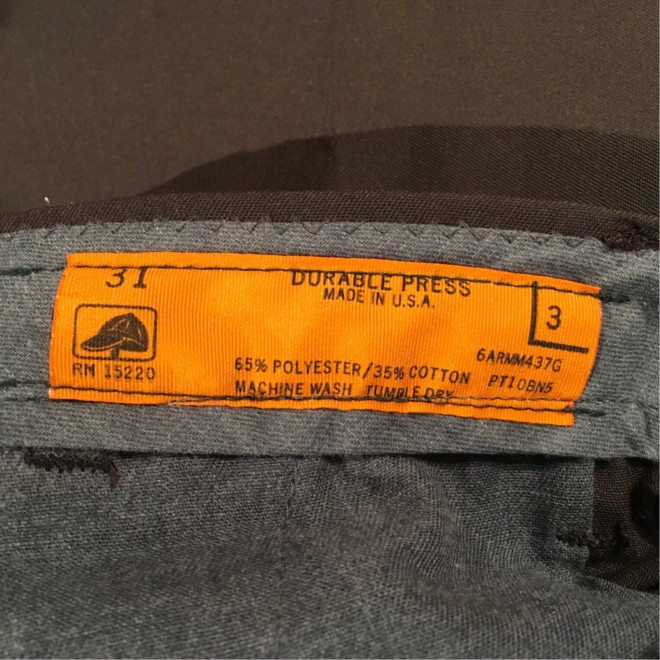 31
DURABLE PRESS
MADE IN U.S.A.
3
RN 15220
65% POLYESTER/35% COTTON
MACHINE WASH TUMBLE DRY
6ARMM437G
PT10BN5